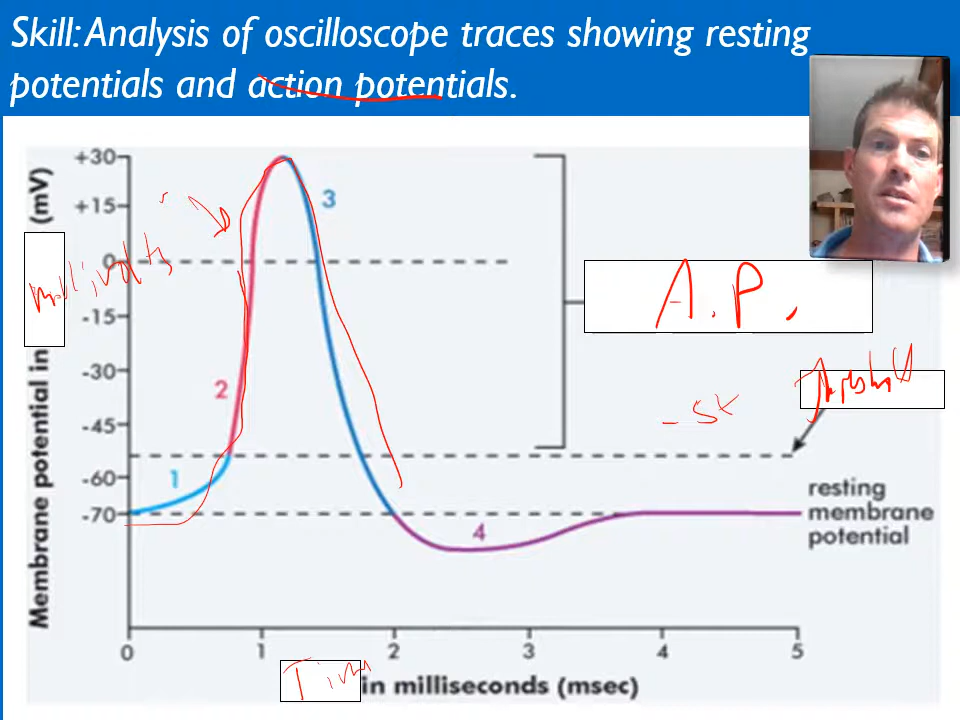 Skill: Analysis of oscilloscope traces showing resting
potentials and action potentials.
+30
+15
0
-15
-30
-45
-60
-70
Membrane potential in
(mV)
millivolts
1
2
3
4
A.P.
Threshold
resting
membrane
potential
0 1 2 3 4 5
Time in milliseconds (msec)